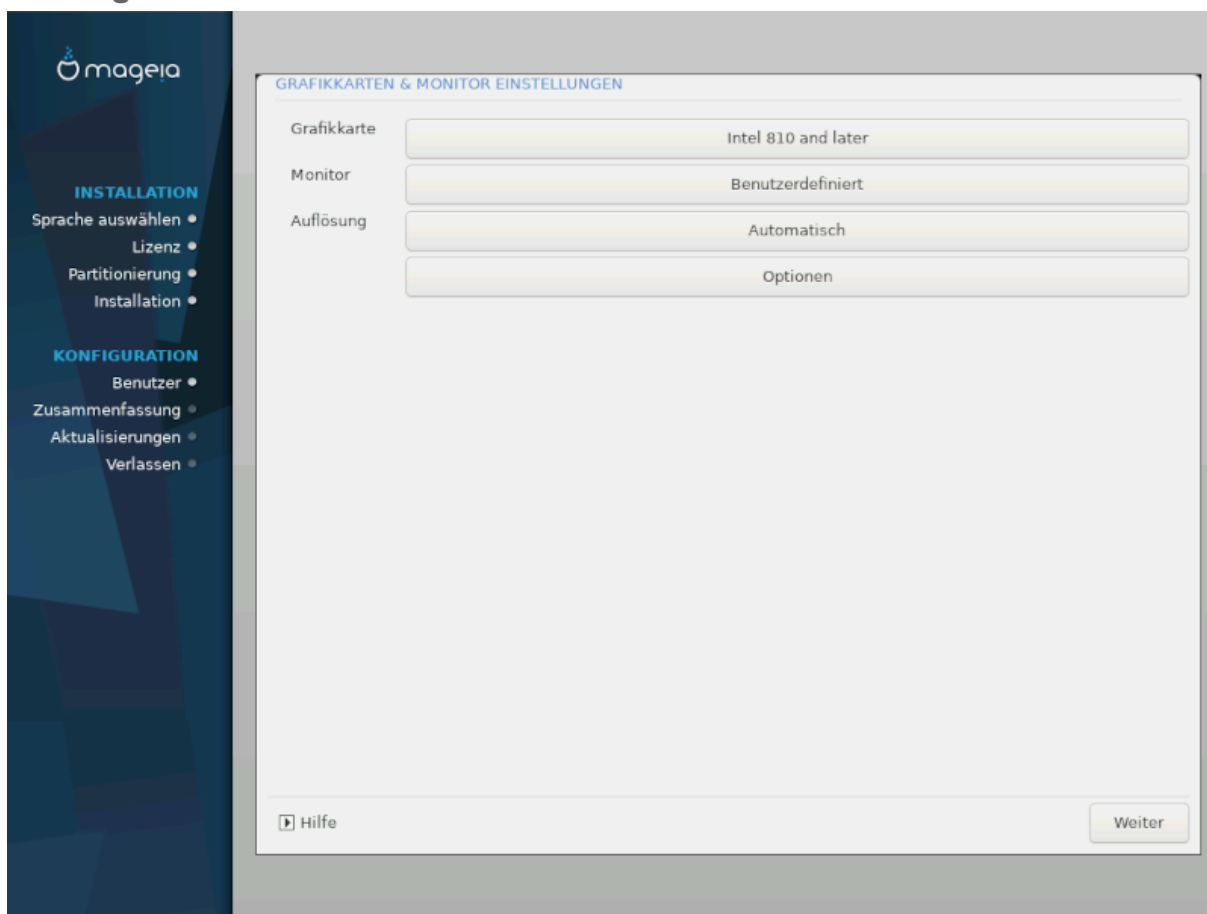 mageia
INSTALLATION
Sprache auswählen
Lizenz
Partitionierung
Installation
KONFIGURATION
Benutzer
Zusammenfassung
Aktualisierungen
Verlassen
GRAFIKKARTEN & MONITOR EINSTELLUNGEN
Grafikkarte
Intel 810 and later
Monitor
Benutzerdefiniert
Auflösung
Automatisch
Optionen
Hilfe
Weiter